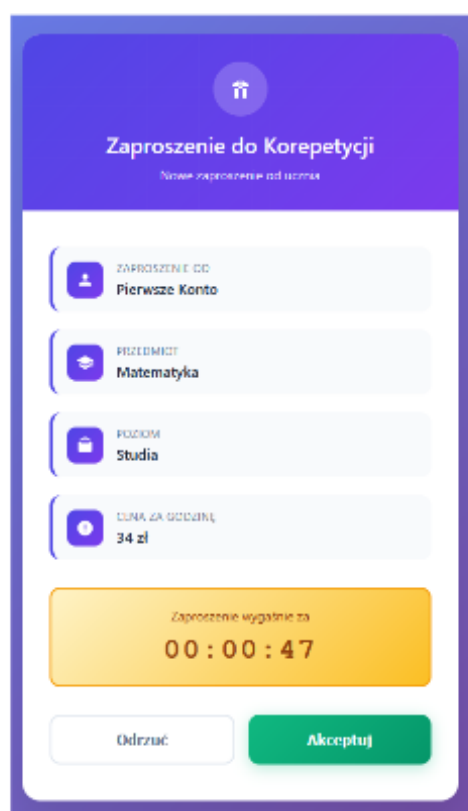 Zaproszenie do Korepetycji
Nowe zaproszenie od ucznia
ZAPROSZENIE OD
Pierwsze Konto
PRZEDMIOT
Matematyka
POZIOM
Studia
CENA ZA GODZINĘ
34 zł
Zaproszenie wygaśnie za
00:00:47
Odrzuć
Akceptuj